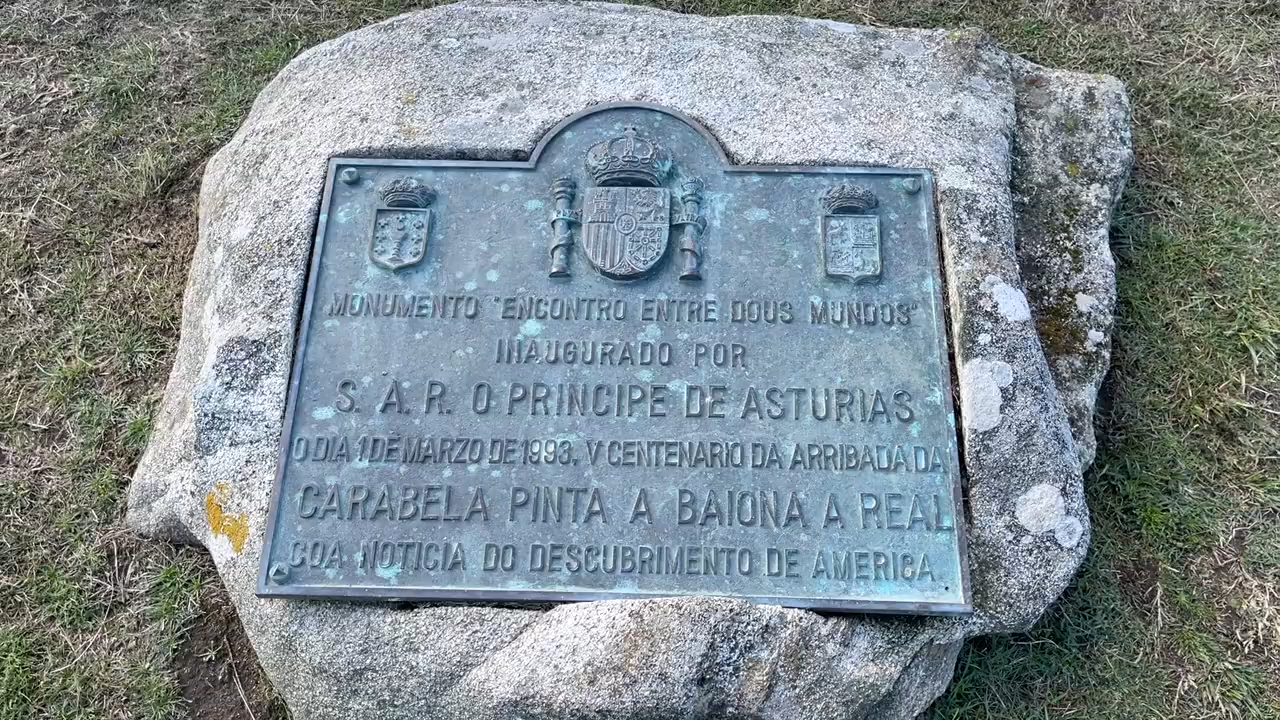 MONUMENTO "ENCONTRO ENTRE DOUS MUNDOS"
INAUGURADO POR
S. A. R. O PRINCIPE DE ASTURIAS
O DIA 1 DE MARZO DE 1993, V CENTENARIO DA ARRIBADA DA
CARABELA PINTA A BAIONA A REAL
COA NOTICIA DO DESCUBRIMENTO DE AMERICA.